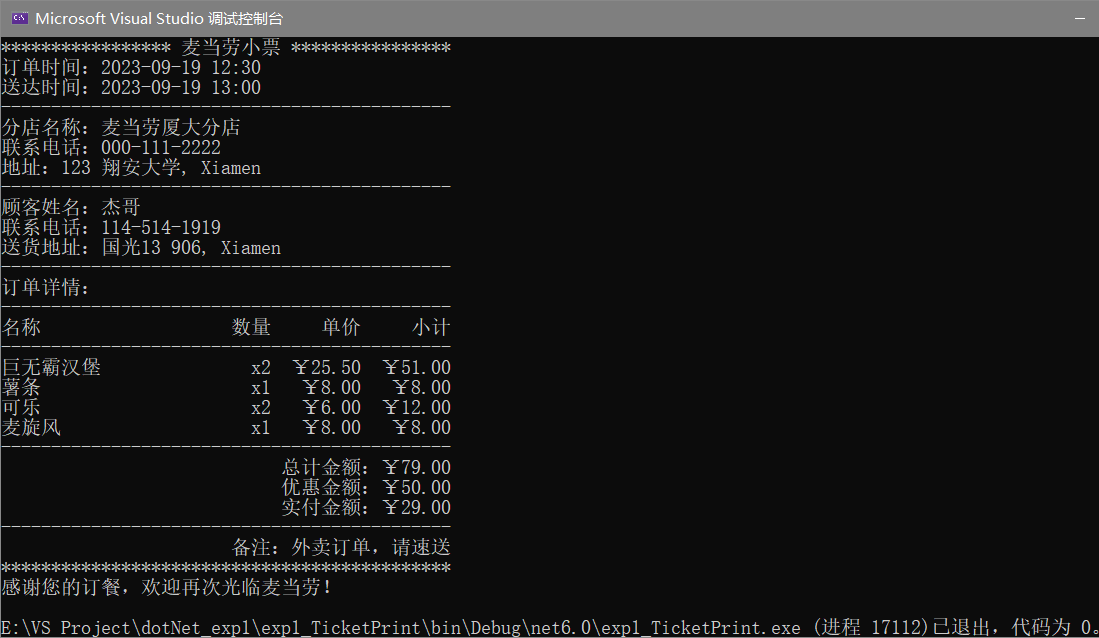 Microsoft Visual Studio 调试控制台
***************** 麦当劳小票 ****************
订单时间：2023-09-19 12:30
送达时间：2023-09-19 13:00
---------------------------------------------
分店名称：麦当劳厦大分店
联系电话：000-111-2222
地址：123 翔安大学, Xiamen
---------------------------------------------
顾客姓名：杰哥
联系电话：114-514-1919
送货地址：国光13 906, Xiamen
---------------------------------------------
订单详情：
---------------------------------------------
名称                   数量     单价     小计
---------------------------------------------
巨无霸汉堡               x2  ￥25.50  ￥51.00
薯条                     x1   ￥8.00   ￥8.00
可乐                     x2   ￥6.00  ￥12.00
麦旋风                   x1   ￥8.00   ￥8.00
---------------------------------------------
总计金额：￥79.00
优惠金额：￥50.00
实付金额：￥29.00
---------------------------------------------
备注：外卖订单，请速送
*********************************************
感谢您的订餐，欢迎再次光临麦当劳！
E:\VS Project\dotNet_exp1\exp1_TicketPrint\bin\Debug\net6.0\exp1_TicketPrint.exe (进程 17112)已退出，代码为 0。